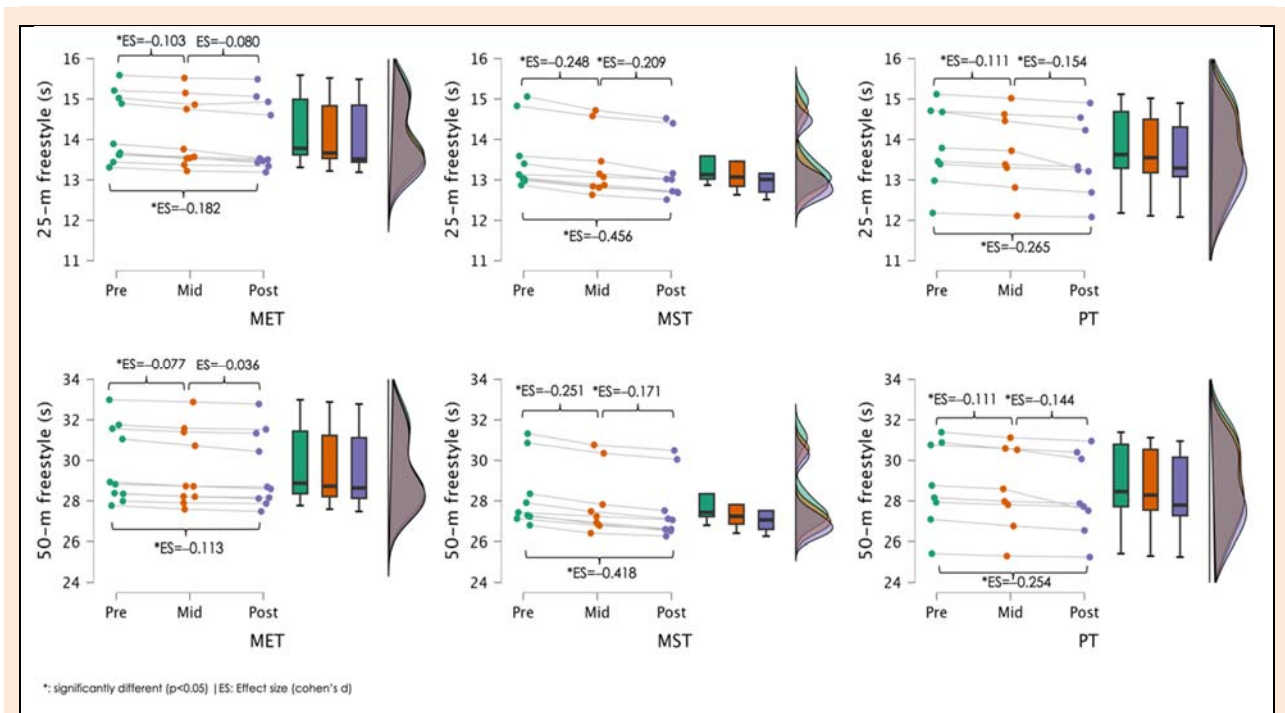 *ES=−0.103 ES=−0.080
25−m freestyle (s)
16
15
14
13
12
11
*ES=−0.182
Pre Mid Post
MET
*ES=−0.248 *ES=−0.209
25−m freestyle (s)
16
15
14
13
12
11
*ES=−0.456
Pre Mid Post
MST
*ES=−0.111 *ES=−0.154
25−m freestyle (s)
16
15
14
13
12
11
*ES=−0.265
Pre Mid Post
PT
*ES=−0.077 ES=−0.036
50−m freestyle (s)
34
32
30
28
26
24
*ES=−0.113
Pre Mid Post
MET
*ES=−0.251 *ES=−0.171
50−m freestyle (s)
34
32
30
28
26
24
*ES=−0.418
Pre Mid Post
MST
*ES=−0.111 *ES=−0.144
50−m freestyle (s)
34
32
30
28
26
24
*ES=−0.254
Pre Mid Post
PT
*: significantly different (p<0.05) |ES: Effect size (cohen's d)